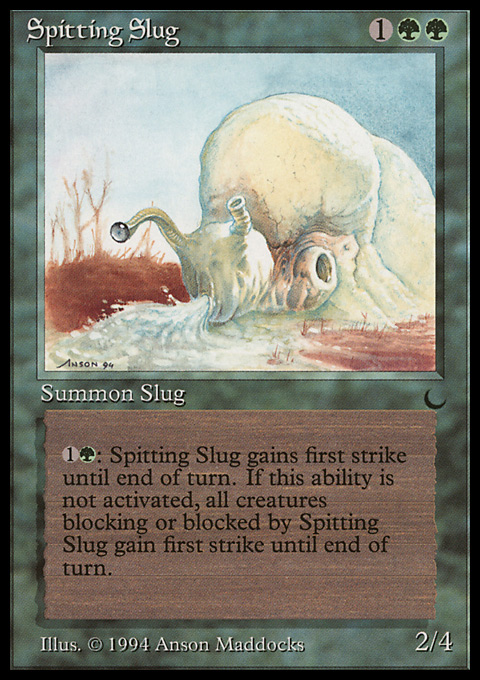 Spitting Slug 1
ANSON 94
Summon Slug
1 : Spitting Slug gains first strike
until end of turn. If this ability is
not activated, all creatures
blocking or blocked by Spitting
Slug gain first strike until end of
turn.
Illus. © 1994 Anson Maddocks 2/4